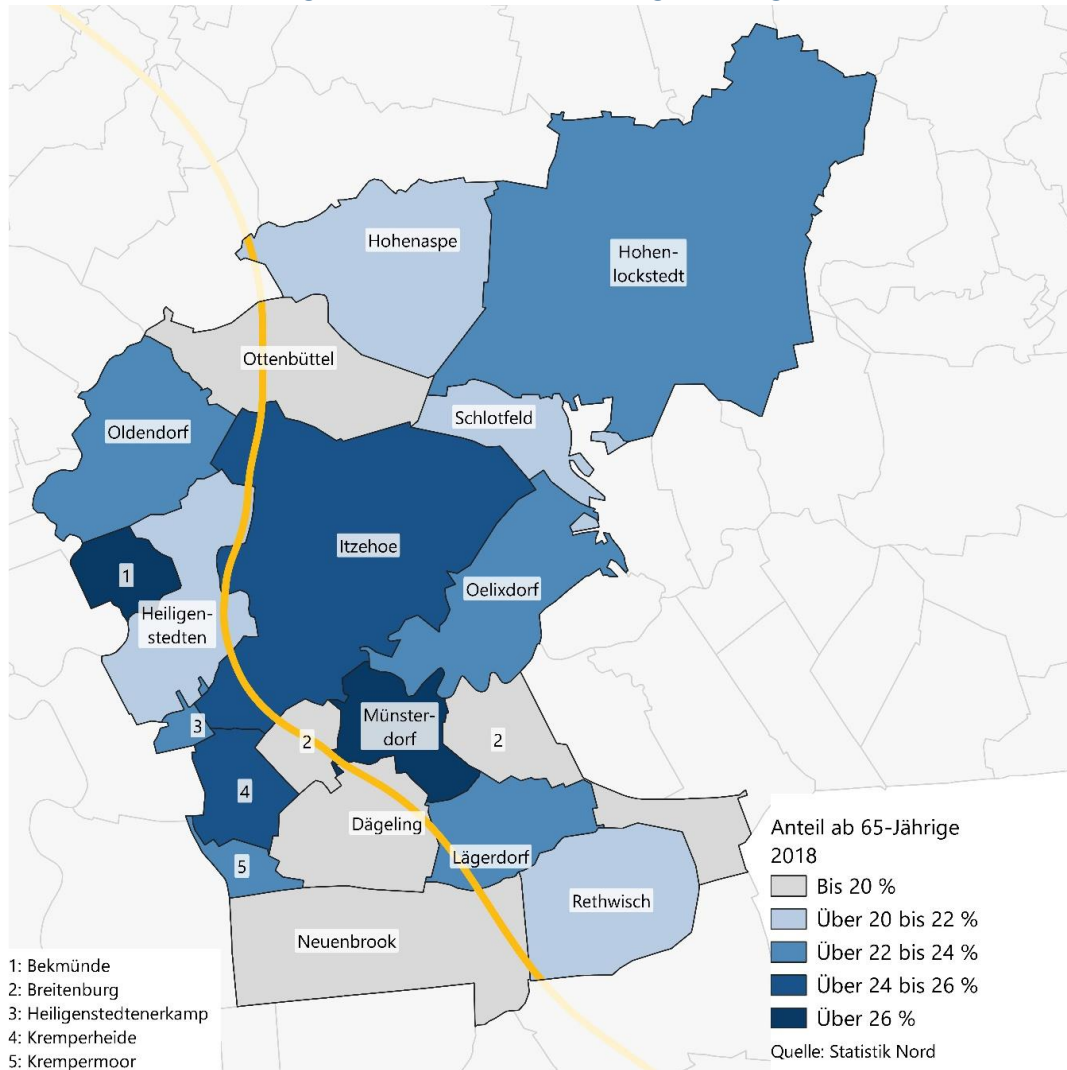 Hohenaspe
Hohen-
lockstedt
Ottenbüttel
Schlotfeld
Oldendorf
Itzehoe
1
Oelixdorf
Heiligen-
stedten
Münster-
dorf
3
2
2
4
Dägeling
Lägerdorf
5
Rethwisch
Neuenbrook
1: Bekmünde
2: Breitenburg
3: Heiligenstedtenerkamp
4: Kremperheide
5: Krempermoor
Anteil ab 65-Jährige
2018
Bis 20 %
Über 20 bis 22 %
Über 22 bis 24 %
Über 24 bis 26 %
Über 26 %
Quelle: Statistik Nord